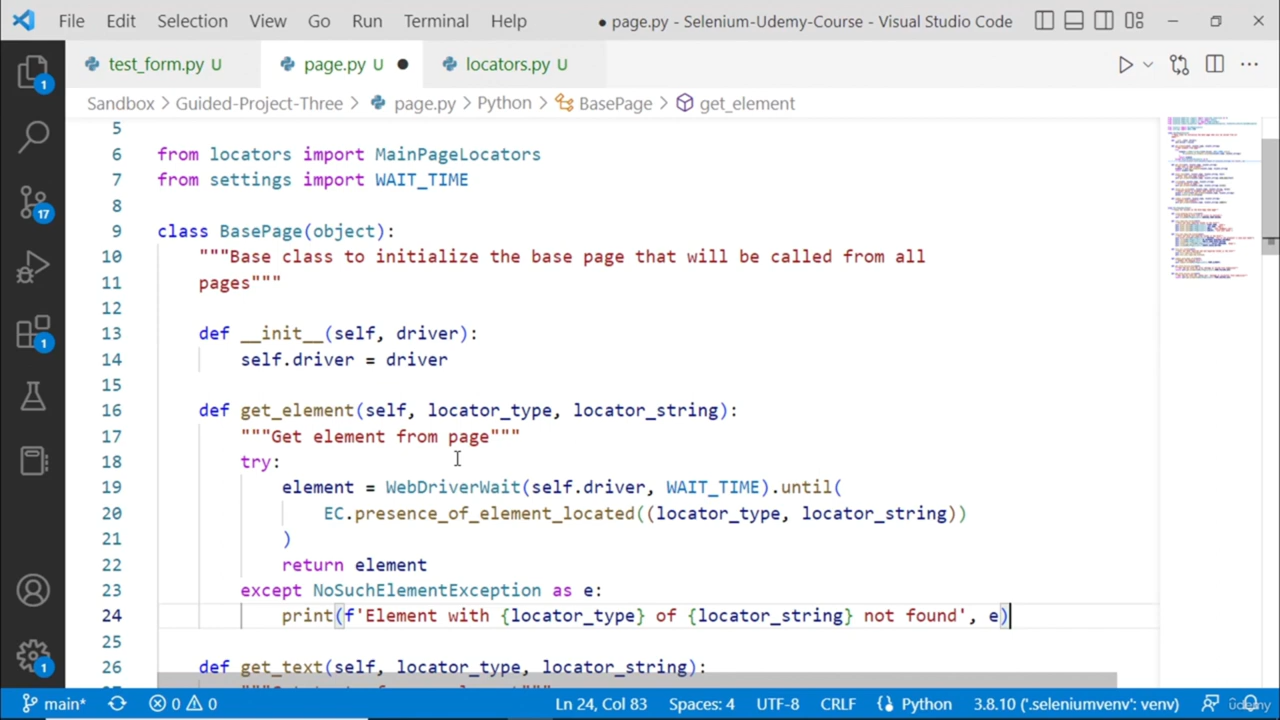 File Edit Selection View Go Run Terminal Help ● page.py - Selenium-Udemy-Course - Visual Studio Code
test_form.py U page.py U ● locators.py U
Sandbox > Guided-Project-Three > page.py > Python > BasePage > get_element
5
6 from locators import MainPageLocators
7 from settings import WAIT_TIME
8
9 class BasePage(object):
10 """Base class to initialize the base page that will be called from all
11 pages"""
12
13 def __init__(self, driver):
14 self.driver = driver
15
16 def get_element(self, locator_type, locator_string):
17 """Get element from page"""
18 try:
19 element = WebDriverWait(self.driver, WAIT_TIME).until(
20 EC.presence_of_element_located((locator_type, locator_string))
21 )
22 return element
23 except NoSuchElementException as e:
24 print(f'Element with {locator_type} of {locator_string} not found', e)
25
26 def get_text(self, locator_type, locator_string):
1
17
1
1
main* 0 0 Ln 24, Col 83 Spaces: 4 UTF-8 CRLF Python 3.8.10 ('.seleniumvenv': venv)
udemy